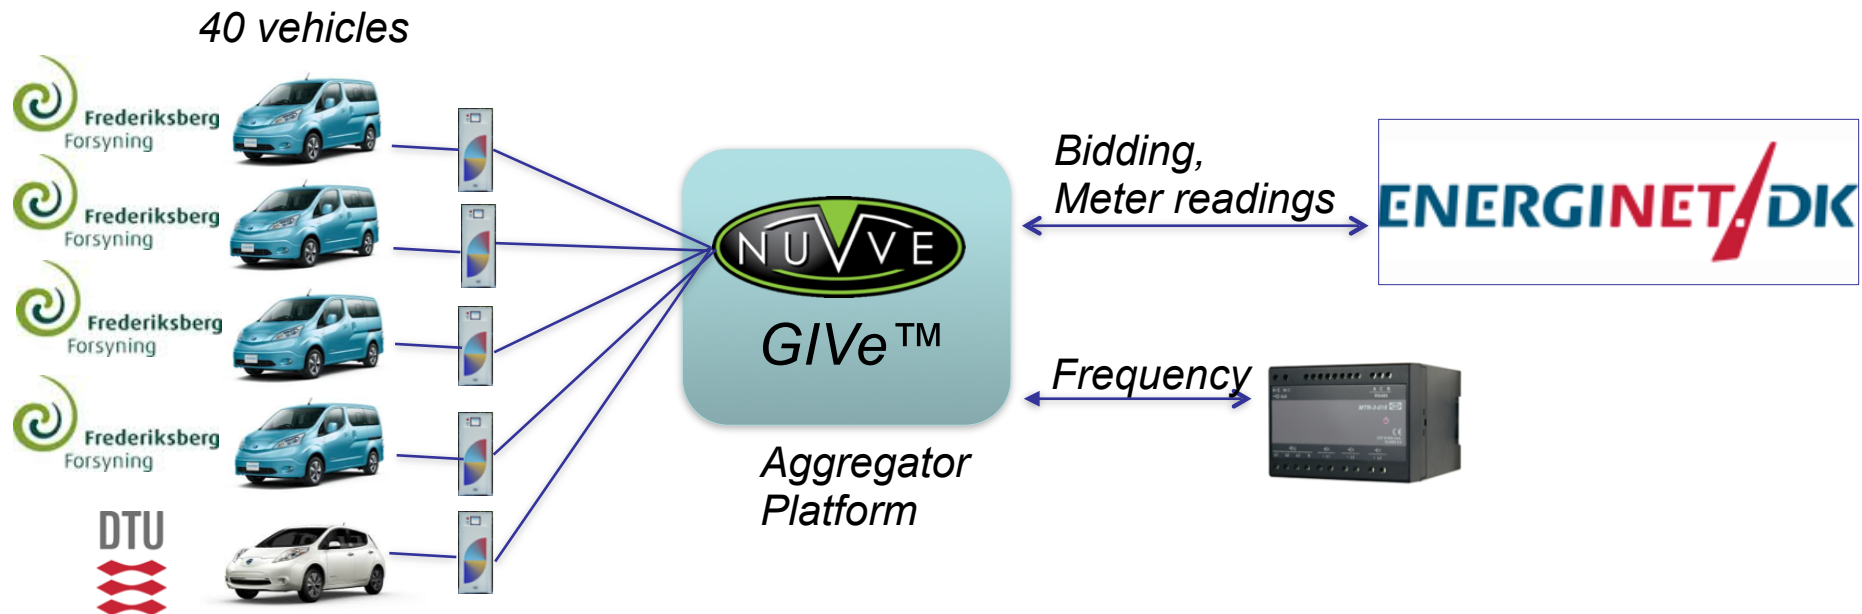 40 vehicles
Frederiksberg
Forsyning
Frederiksberg
Forsyning
Frederiksberg
Forsyning
Frederiksberg
Forsyning
DTU
NUVVE
GIVe™
Aggregator
Platform
Bidding,
Meter readings
ENERGINET/DK
Frequency